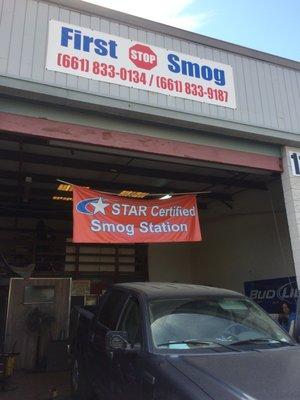 First STOP Smog
(661) 833-0134 / (661) 833-9187
STAR Certified
Smog Station